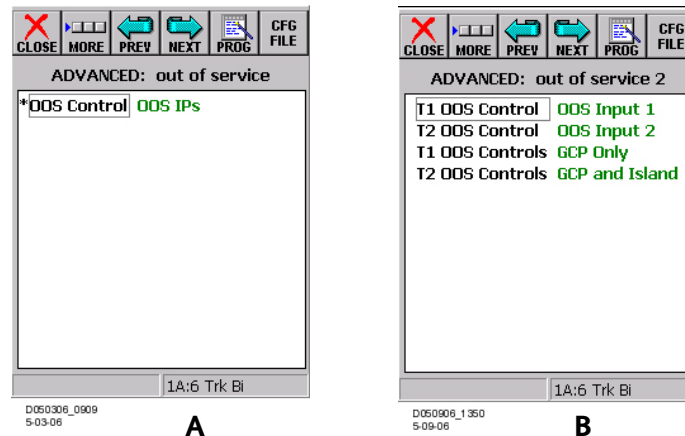 CLOSE MORE PREV NEXT PROG CFG FILE
ADVANCED: out of service
*OOS Control OOS IPs
1A:6 Trk Bi
D050306_0909
5-03-06
A
CLOSE MORE PREV NEXT PROG CFG FILE
ADVANCED: out of service 2
T1 OOS Control OOS Input 1
T2 OOS Control OOS Input 2
T1 OOS Controls GCP Only
T2 OOS Controls GCP and Island
1A:6 Trk Bi
D050906_1350
5-09-06
B